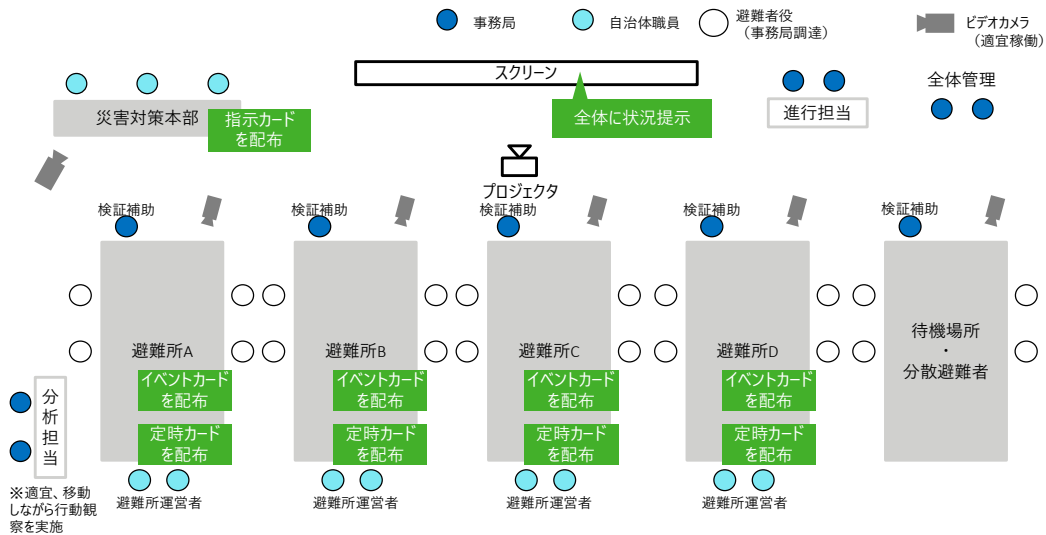 事務局
自治体職員
避難者役
（事務局調達）
ビデオカメラ
（適宜稼働）
スクリーン
全体管理
災害対策本部
指示カード
を配布
全体に状況提示
進行担当
プロジェクタ
検証補助
検証補助
検証補助
検証補助
検証補助
避難所A
避難所B
避難所C
避難所D
待機場所
・
分散避難者
イベントカード
を配布
イベントカード
を配布
イベントカード
を配布
イベントカード
を配布
分析担当
定時カード
を配布
定時カード
を配布
定時カード
を配布
定時カード
を配布
避難所運営者
避難所運営者
避難所運営者
避難所運営者
※適宜、移動
しながら行動観
察を実施